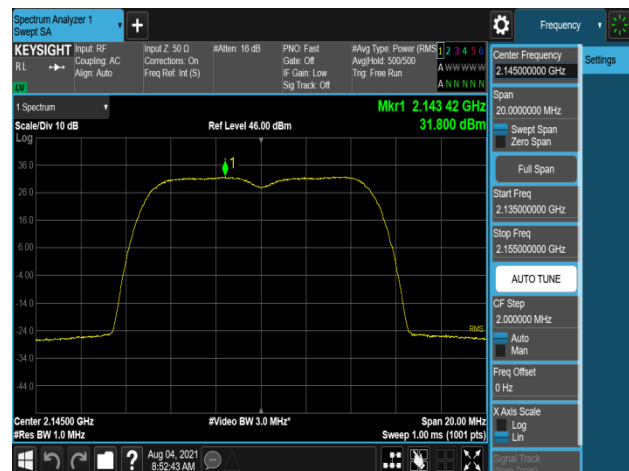 Spectrum Analyzer 1
Swept SA
Frequency
KEYSIGHT
RL
Input: RF
Coupling: AC
Align: Auto
Input Z: 50 Ω
Corrections: On
Freq Ref: Int (S)
#Atten: 16 dB
PNO: Fast
Gate: Off
IF Gain: Low
Sig Track: Off
#Avg Type: Power (RMS
Avg|Hold: 500/500
Trig: Free Run
1 2 3 4 5 6
A W W W W W
A N N N N N
LW
1 Spectrum
Scale/Div 10 dB
Log
Ref Level 46.00 dBm
Mkr1 2.143 42 GHz
31.800 dBm
36.0
26.0
16.0
6.00
-4.00
-14.0
-24.0
-34.0
-44.0
1
RMS
Center 2.14500 GHz
#Res BW 1.0 MHz
#Video BW 3.0 MHz*
Span 20.00 MHz
Sweep 1.00 ms (1001 pts)
Aug 04, 2021
8:52:43 AM
Center Frequency
2.145000000 GHz
Settings
Span
20.0000000 MHz
Swept Span
Zero Span
Full Span
Start Freq
2.135000000 GHz
Stop Freq
2.155000000 GHz
AUTO TUNE
CF Step
2.000000 MHz
Auto
Man
Freq Offset
0 Hz
X Axis Scale
Log
Lin
Signal Track